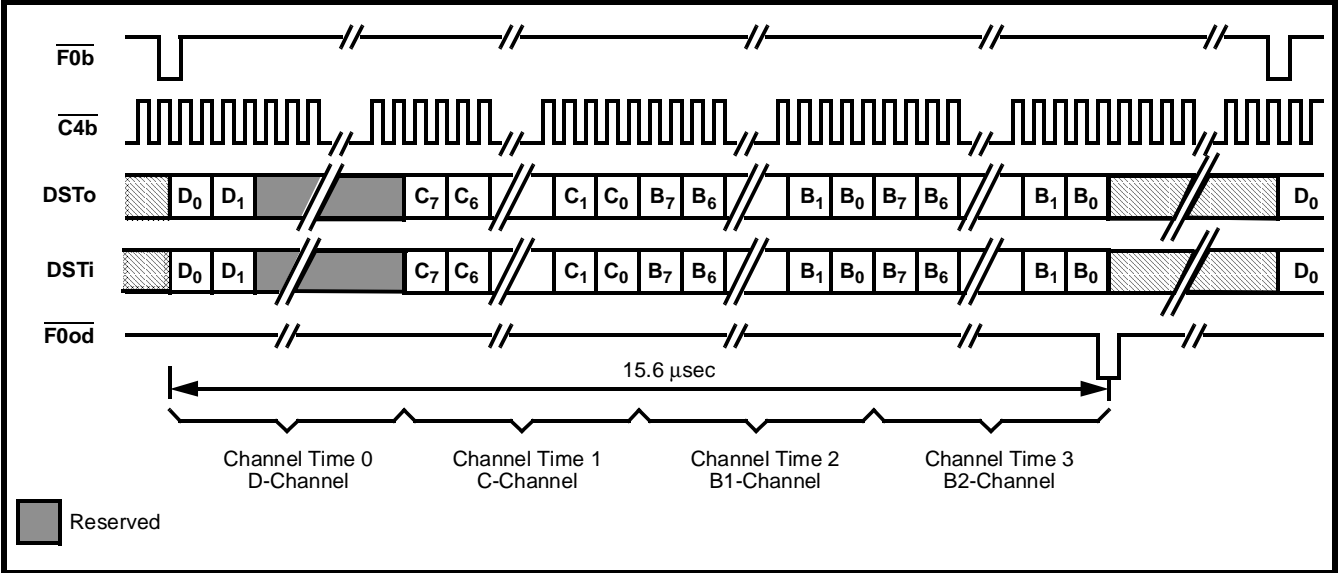 F0b
C4b
DSTo D₀ D₁ C₇ C₆ C₁ C₀ B₇ B₆ B₁ B₀ B₇ B₆ B₁ B₀ D₀
DSTi D₀ D₁ C₇ C₆ C₁ C₀ B₇ B₆ B₁ B₀ B₇ B₆ B₁ B₀ D₀
F0od
15.6 μsec
Channel Time 0
D-Channel
Channel Time 1
C-Channel
Channel Time 2
B1-Channel
Channel Time 3
B2-Channel
Reserved